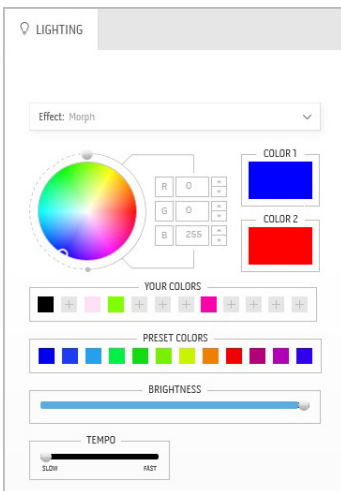 LIGHTING
Effect: Morph
COLOR 1
R 0
G 0
B 255
COLOR 2
YOUR COLORS
PRESET COLORS
BRIGHTNESS
TEMPO
SLOW FAST